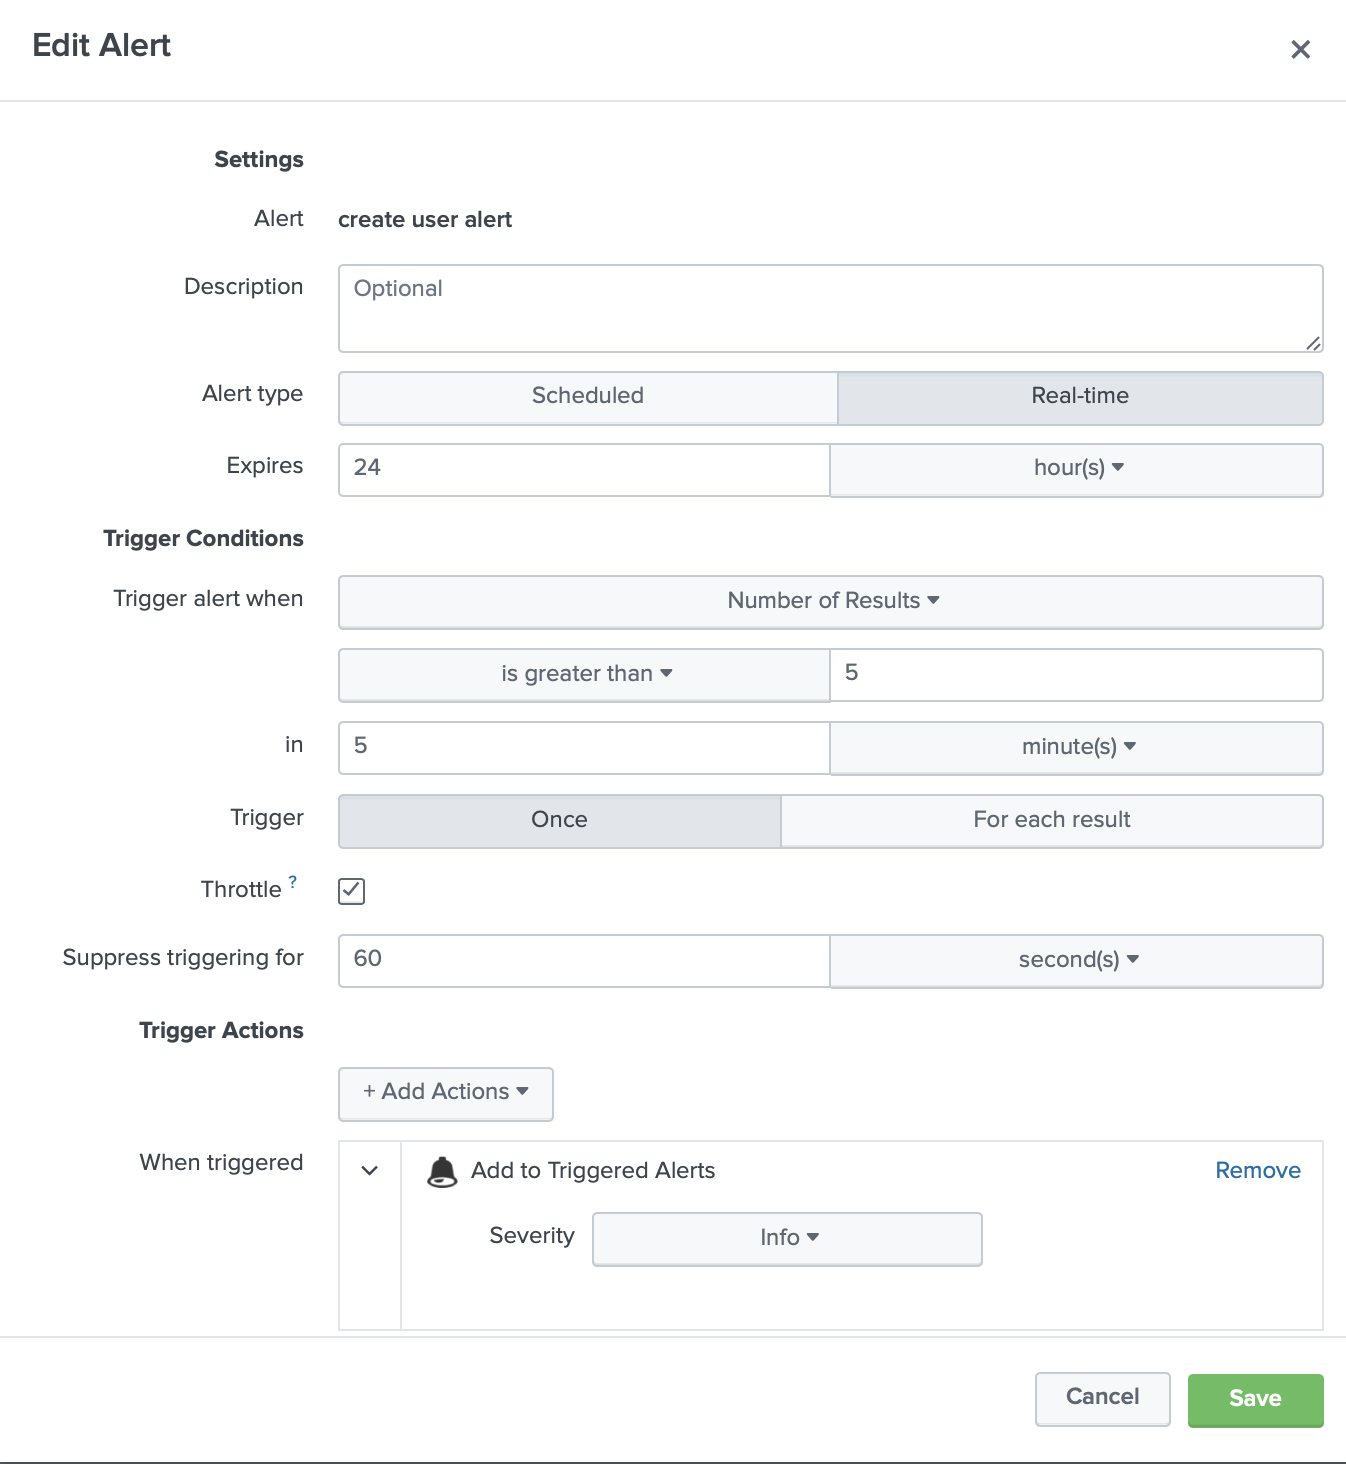 Edit Alert
Settings
Alert create user alert
Description Optional
Alert type Scheduled Real-time
Expires 24 hour(s)
Trigger Conditions
Trigger alert when Number of Results
is greater than 5
in 5 minute(s)
Trigger Once For each result
Throttle ?
Suppress triggering for 60 second(s)
Trigger Actions
+ Add Actions
When triggered Add to Triggered Alerts Remove
Severity Info
Cancel Save